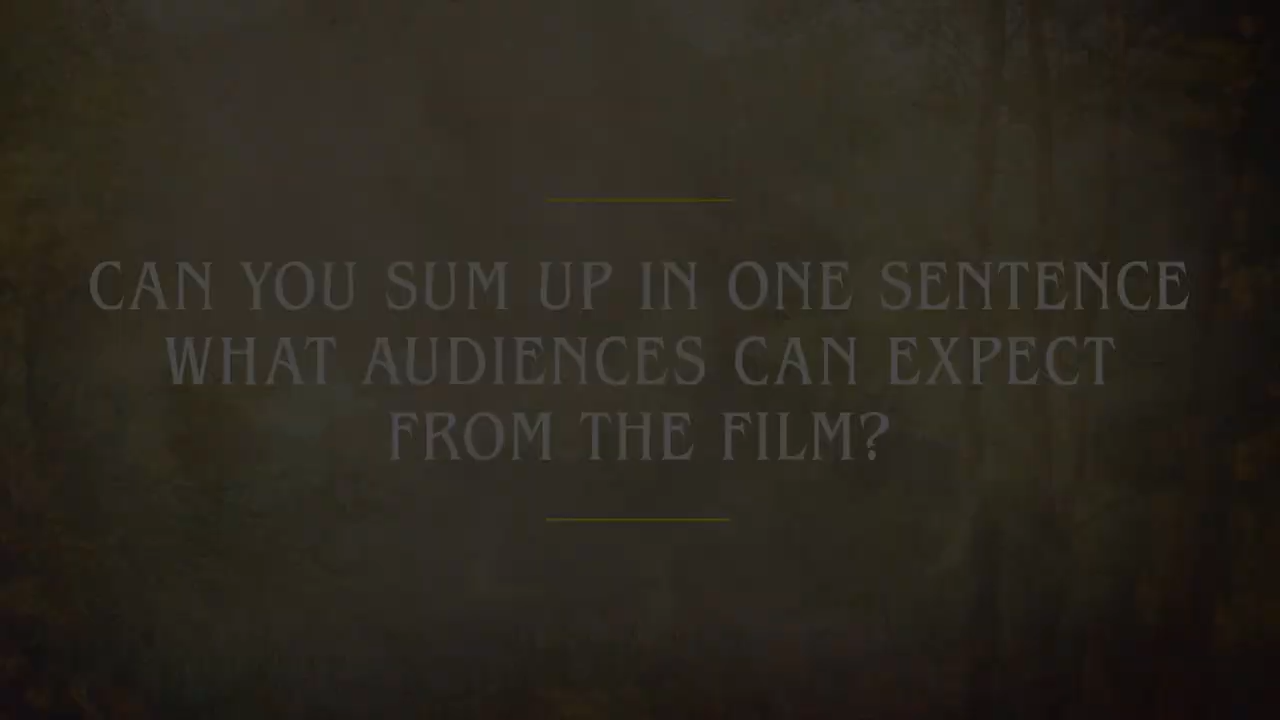 CAN YOU SUM UP IN ONE SENTENCE
WHAT AUDIENCES CAN EXPECT
FROM THE FILM?